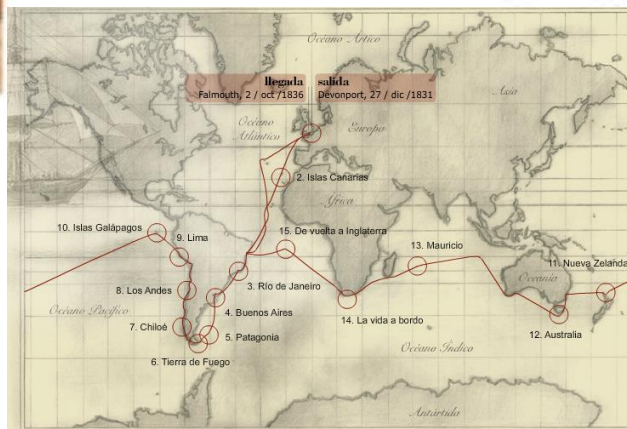 Océano Ártico
llegada
salida
Falmouth, 2 / oct /1836
Devonport, 27 / dic /1831
Asia
Océano
Atlántico
Europa
2. Islas Canarias
África
10. Islas Galápagos
9. Lima
15. De vuelta a Inglaterra
13. Mauricio
11. Nueva Zelanda
Oceanía
8. Los Andes
3. Río de Janeiro
Océano Pacífico
4. Buenos Aires
14. La vida a bordo
7. Chiloé
5. Patagonia
12. Australia
6. Tierra de Fuego
Océano Índico
Antártida